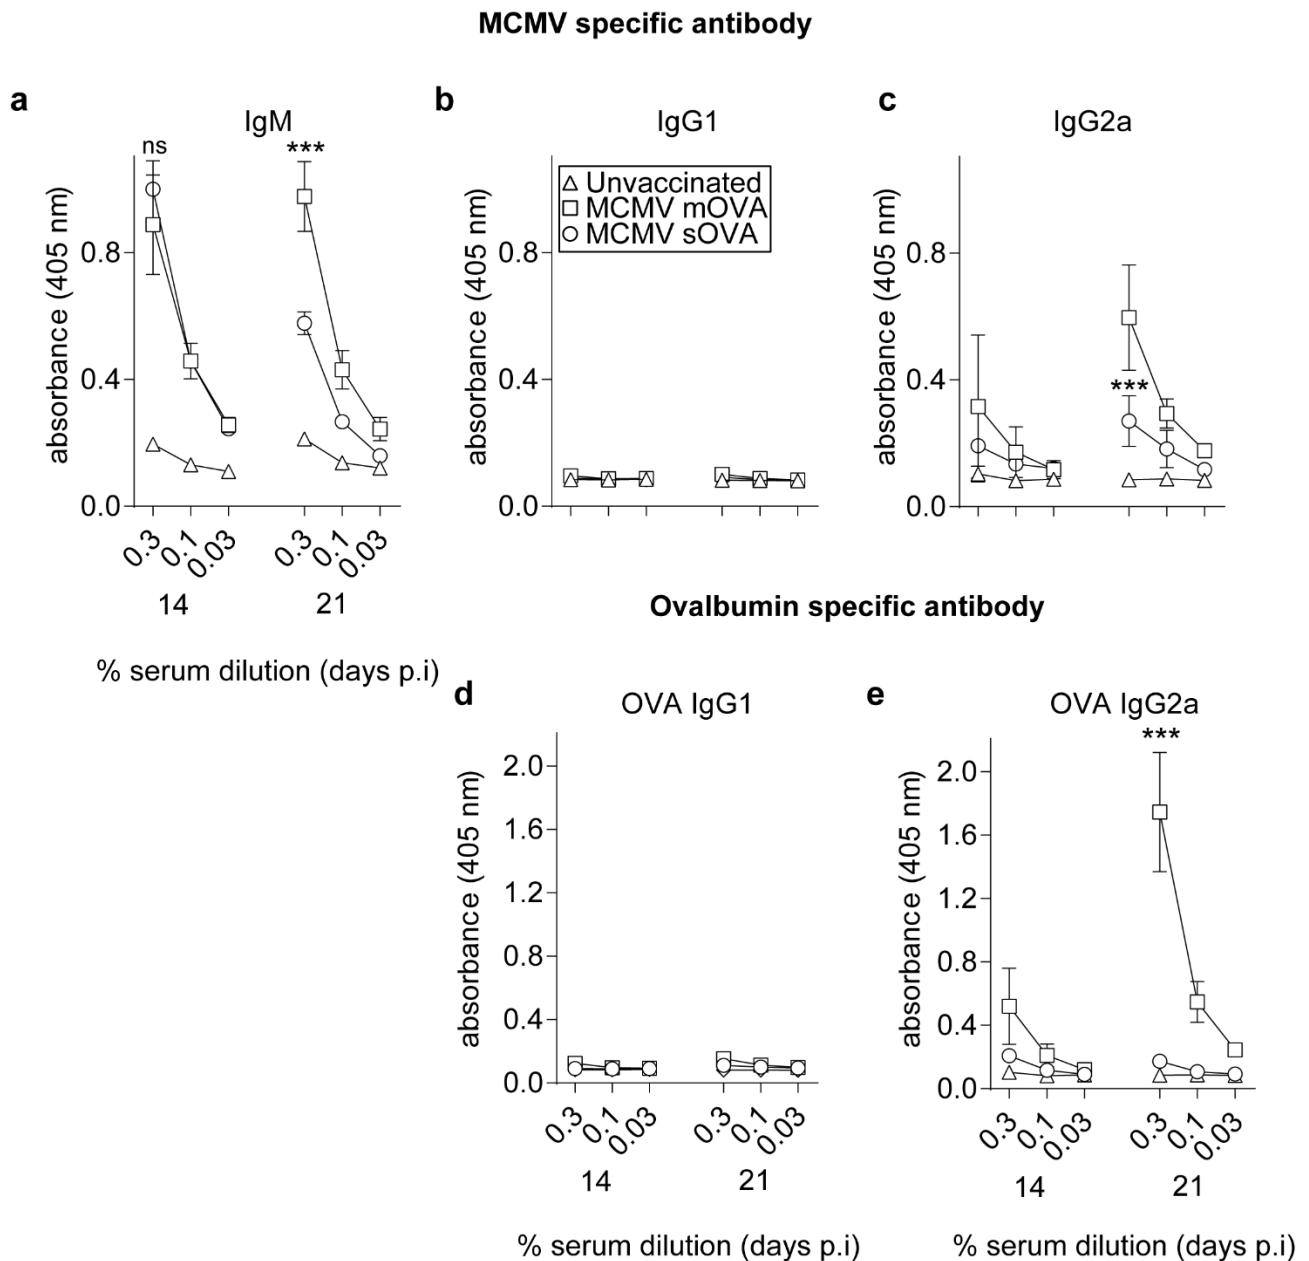 MCMV specific antibody
a
IgM
ns
***
absorbance (405 nm)
0.8
0.4
0.0
0.3 0.1 0.03 0.3 0.1 0.03
14 21
% serum dilution (days p.i)
b
IgG1
absorbance (405 nm)
0.8
0.4
0.0
Unvaccinated
MCMV mOVA
MCMV sOVA
c
IgG2a
absorbance (405 nm)
0.8
0.4
0.0
***
Ovalbumin specific antibody
d
OVA IgG1
absorbance (405 nm)
2.0
1.6
1.2
0.8
0.4
0.0
0.3 0.1 0.03 0.3 0.1 0.03
14 21
% serum dilution (days p.i)
e
OVA IgG2a
***
absorbance (405 nm)
2.0
1.6
1.2
0.8
0.4
0.0
0.3 0.1 0.03 0.3 0.1 0.03
14 21
% serum dilution (days p.i)